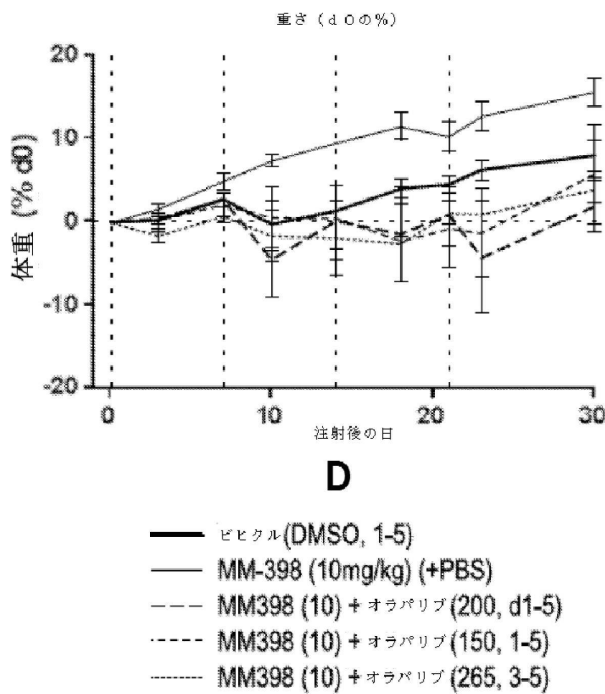 重さ（ｄ０の％）
体重 (% d0)
20
10
0
-10
-20
0
10
20
30
注射後の日
D
ビヒクル(DMSO, 1-5)
MM-398 (10mg/kg) (+PBS)
MM398 (10) + オラパリブ(200, d1-5)
MM398 (10) + オラパリブ(150, 1-5)
MM398 (10) + オラパリブ(265, 3-5)